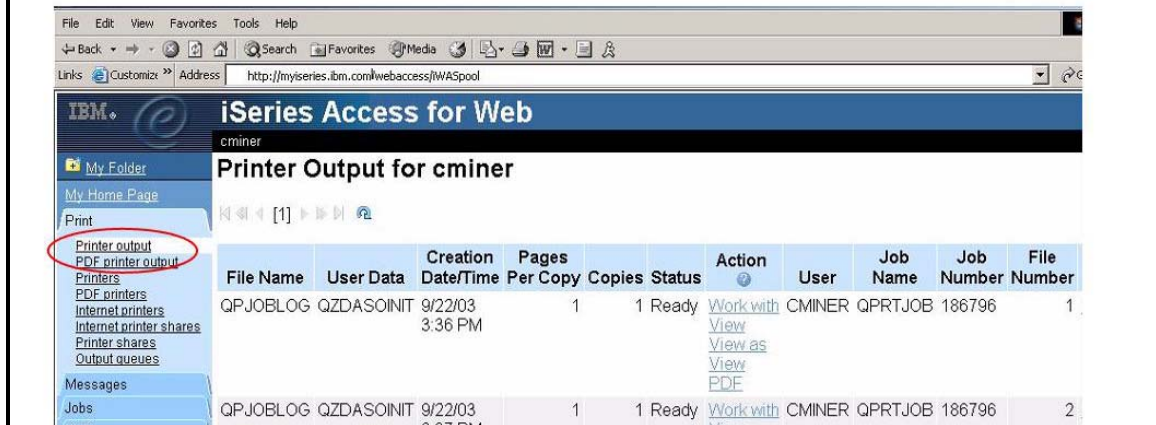 File Edit View Favorites Tools Help
Back Search Favorites Media
Links Customize Address http://myiseries.ibm.com/webaccess/iWASpool
IBM iSeries Access for Web
cminer
My Folder
My Home Page
Print
Printer output
PDF printer output
Printers
PDF printers
Internet printers
Internet printer shares
Printer shares
Output queues
Messages
Jobs
Printer Output for cminer
[1]
File Name User Data Creation Date/Time Pages Per Copy Copies Status Action User Job Name Job Number File Number
QPJOBLOG QZDASOINIT 9/22/03 1 1 Ready Work with CMINER QPRTJOB 186796 1
3:36 PM View
View as
View
PDF
QPJOBLOG QZDASOINIT 9/22/03 1 1 Ready Work with CMINER QPRTJOB 186796 2